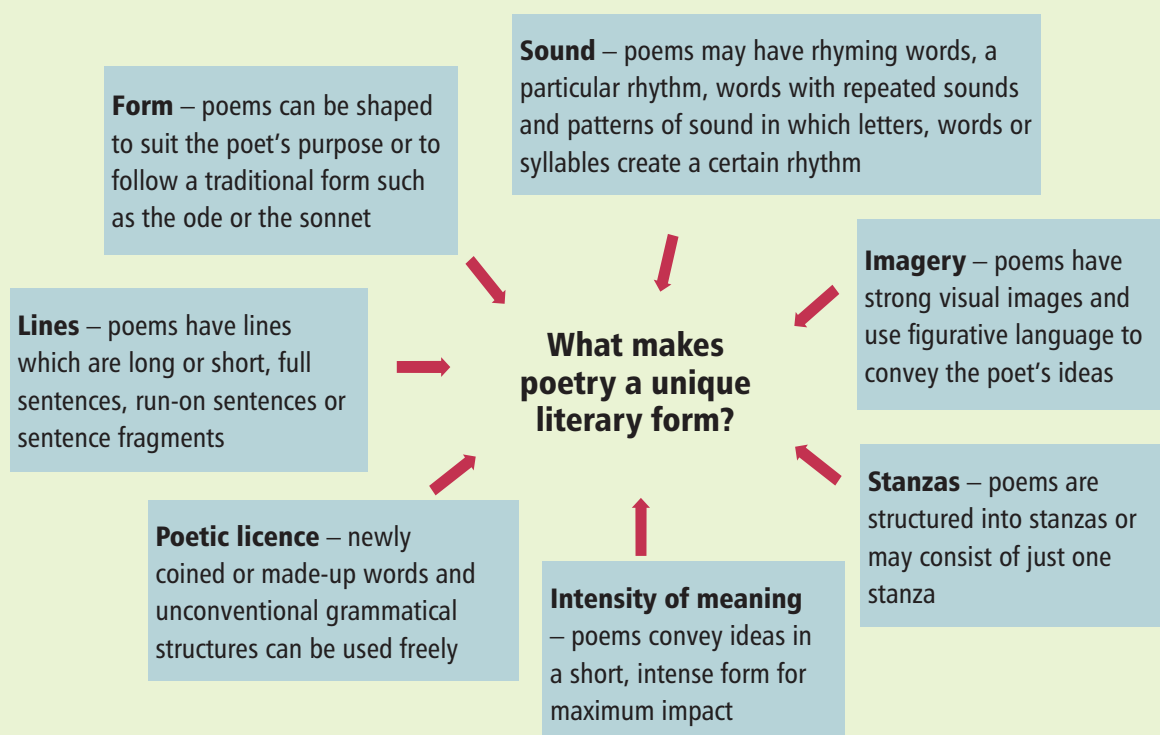 Sound – poems may have rhyming words, a
particular rhythm, words with repeated sounds
and patterns of sound in which letters, words or
syllables create a certain rhythm
Form – poems can be shaped
to suit the poet's purpose or to
follow a traditional form such
as the ode or the sonnet
Imagery – poems have
strong visual images and
use figurative language to
convey the poet's ideas
Lines – poems have lines
which are long or short, full
sentences, run-on sentences or
sentence fragments
What makes
poetry a unique
literary form?
Stanzas – poems are
structured into stanzas or
may consist of just one
stanza
Poetic licence – newly
coined or made-up words and
unconventional grammatical
structures can be used freely
Intensity of meaning
– poems convey ideas in
a short, intense form for
maximum impact